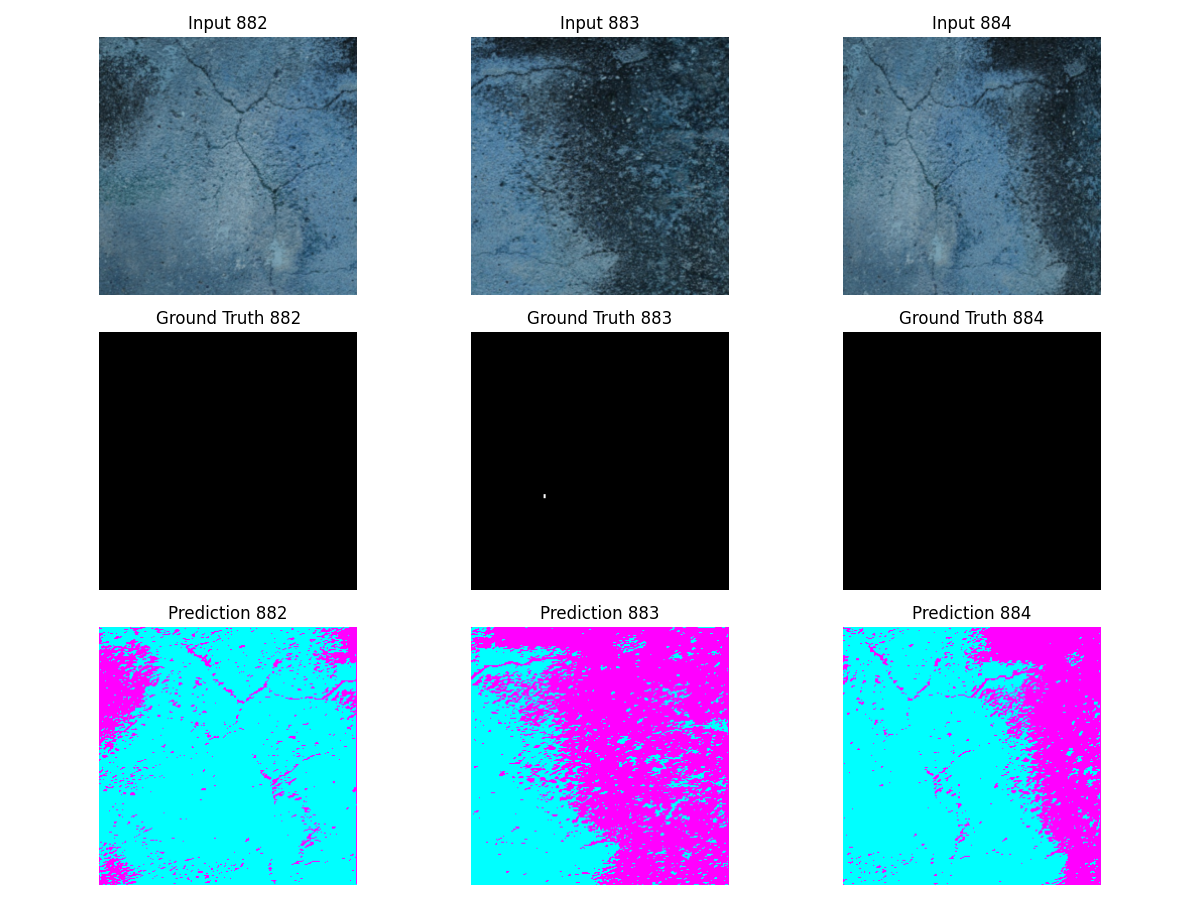 Input 882
Input 883
Input 884
Ground Truth 882
Ground Truth 883
Ground Truth 884
Prediction 882
Prediction 883
Prediction 884